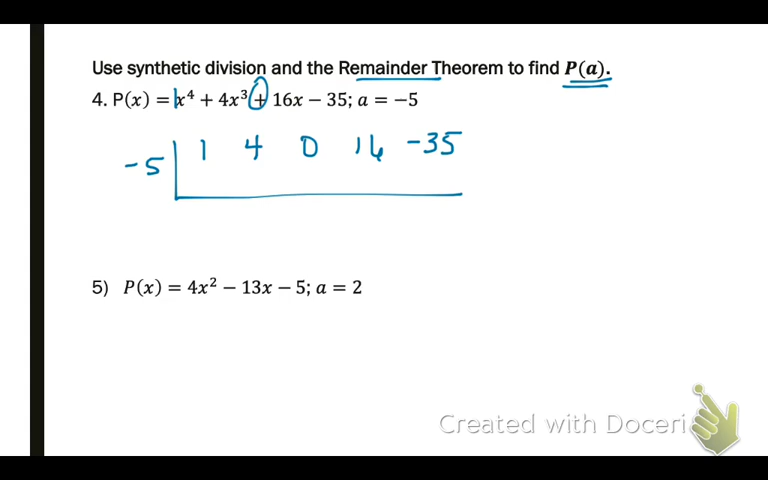 Use synthetic division and the Remainder Theorem to find P(a).
4. P(x) = x⁴ + 4x³ + 16x − 35; a = −5
-5 | 1 4 0 16 -35
5) P(x) = 4x² − 13x − 5; a = 2
Created with Doceri